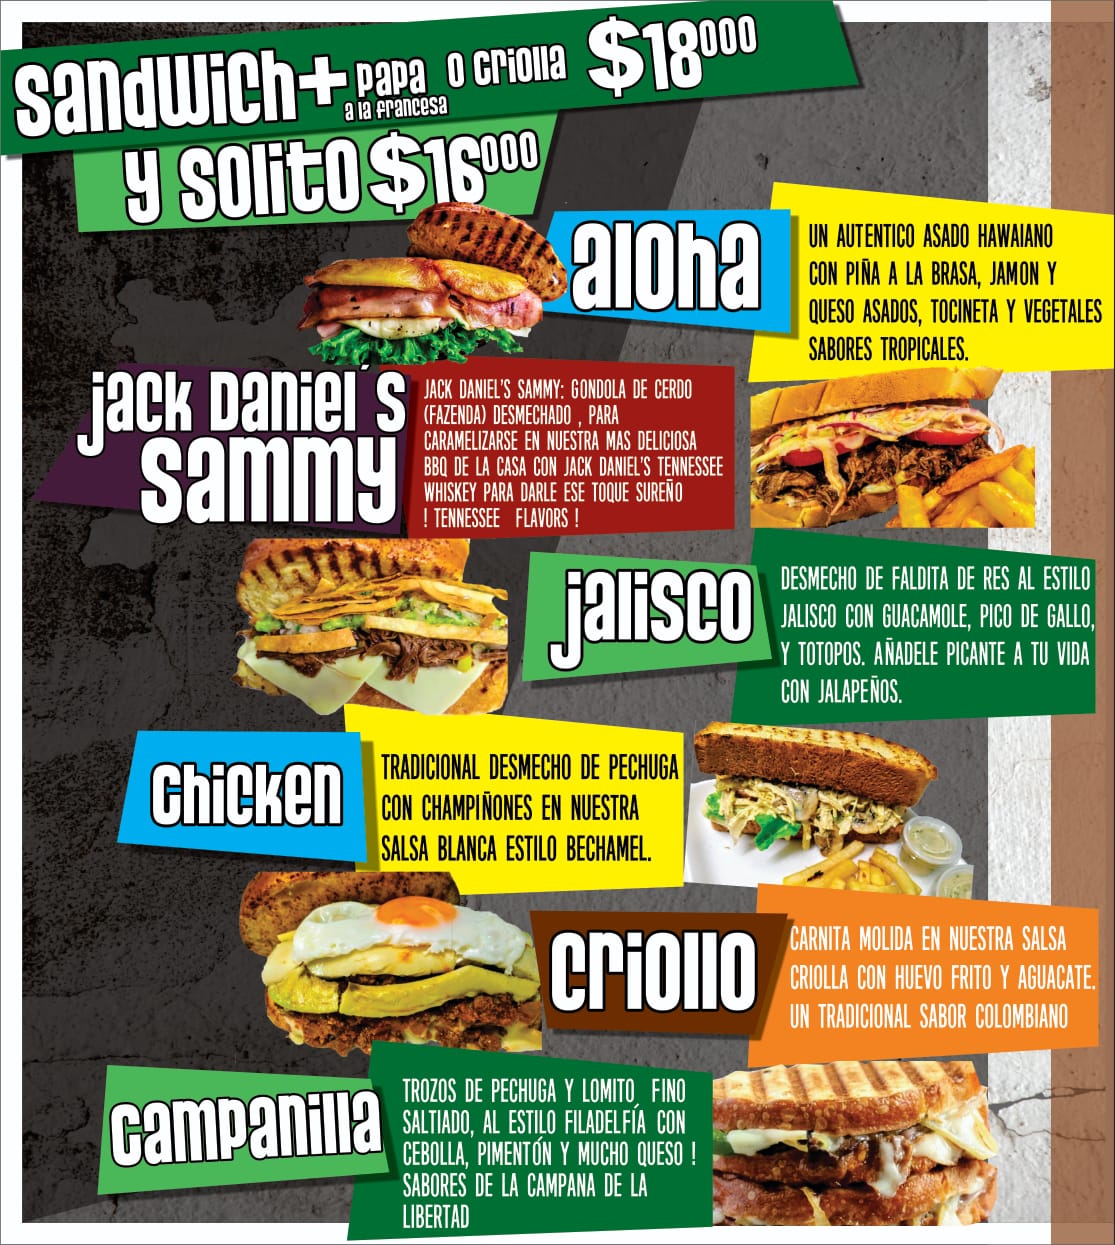 Sandwich+ papa o criolla $18000
a la francesa
y solito $16000
aloha
UN AUTENTICO ASADO HAWAIANO
CON PIÑA A LA BRASA, JAMON Y
QUESO ASADOS, TOCINETA Y VEGETALES
SABORES TROPICALES.
Jack Daniel´s
Sammy
JACK DANIEL'S SAMMY: GONDOLA DE CERDO
(FAZENDA) DESMECHADO , PARA
CARAMELIZARSE EN NUESTRA MAS DELICIOSA
BBQ DE LA CASA CON JACK DANIEL'S TENNESSEE
WHISKEY PARA DARLE ESE TOQUE SUREÑO
! TENNESSEE FLAVORS !
Jalisco
DESMECHO DE FALDITA DE RES AL ESTILO
JALISCO CON GUACAMOLE, PICO DE GALLO,
Y TOTOPOS. AÑADELE PICANTE A TU VIDA
CON JALAPEÑOS.
Chicken
TRADICIONAL DESMECHO DE PECHUGA
CON CHAMPIÑONES EN NUESTRA
SALSA BLANCA ESTILO BECHAMEL.
Criollo
CARNITA MOLIDA EN NUESTRA SALSA
CRIOLLA CON HUEVO FRITO Y AGUACATE.
UN TRADICIONAL SABOR COLOMBIANO
Campanilla
TROZOS DE PECHUGA Y LOMITO FINO
SALTIADO, AL ESTILO FILADELFÍA CON
CEBOLLA, PIMENTÓN Y MUCHO QUESO !
SABORES DE LA CAMPANA DE LA
LIBERTAD